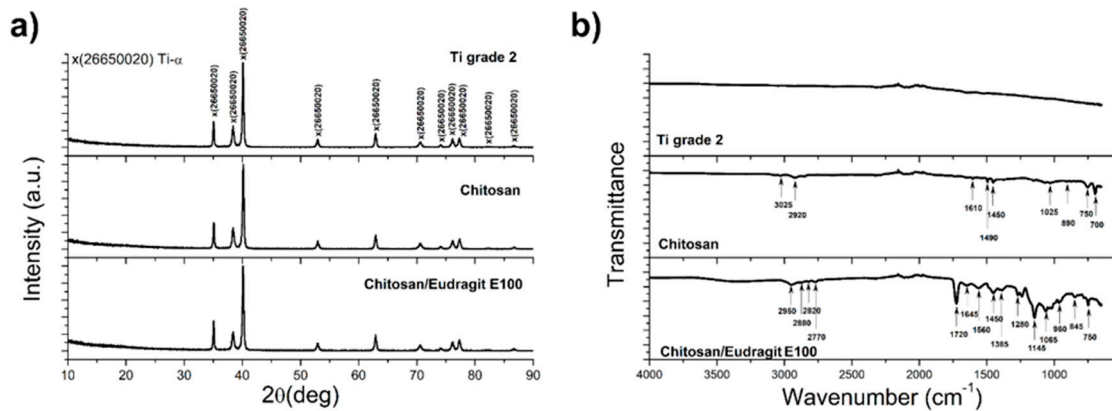 a)
x(26650020) Ti-α
x(26650020)
x(26650020)
x(26650020)
x(26650020)
x(26650020)
x(26650020)
x(26650020)
x(26650020)
x(26650020)
x(26650020)
x(26650020)
Ti grade 2
Chitosan
Chitosan/Eudragit E100
Intensity (a.u.)
10 20 30 40 50 60 70 80 90
2θ(deg)
b)
Ti grade 2
3025
2920
1610
1490
1450
1025
890
750
700
Chitosan
2950
2880
2820
2770
1720
1645
1560
1450
1385
1280
1145
1065
960
845
750
Chitosan/Eudragit E100
Transmittance
4000 3500 3000 2500 2000 1500 1000
Wavenumber (cm-1)